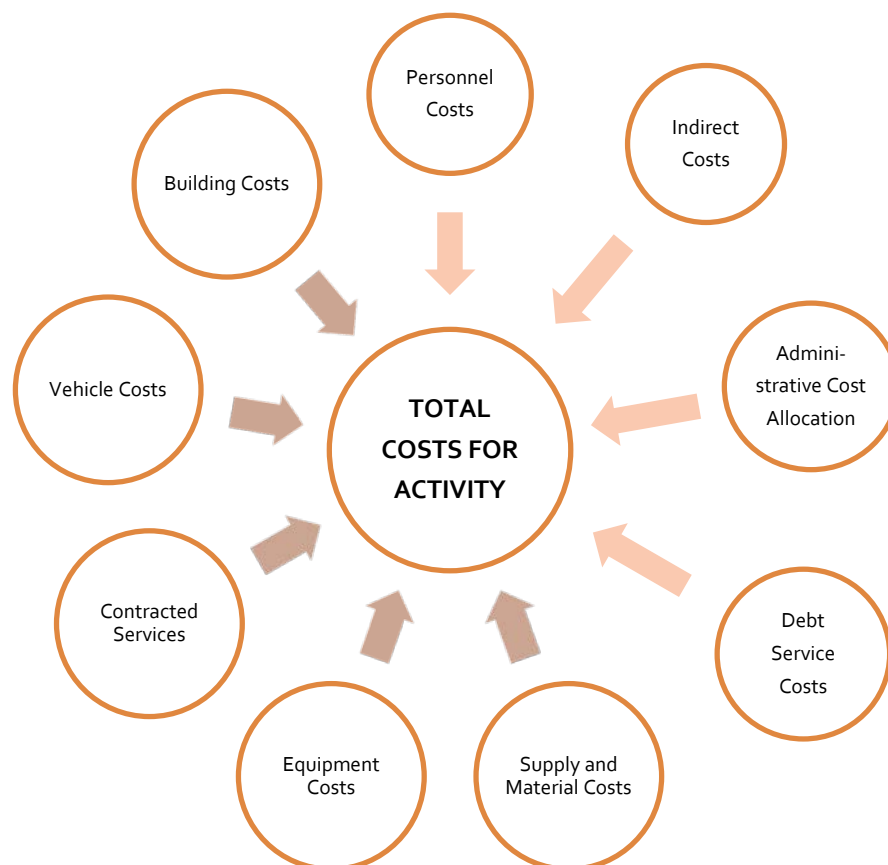 Personnel
Costs
Indirect
Costs
Building Costs
Admini-
strative Cost
Allocation
Vehicle Costs
TOTAL
COSTS FOR
ACTIVITY
Contracted
Services
Debt
Service
Costs
Equipment
Costs
Supply and
Material Costs